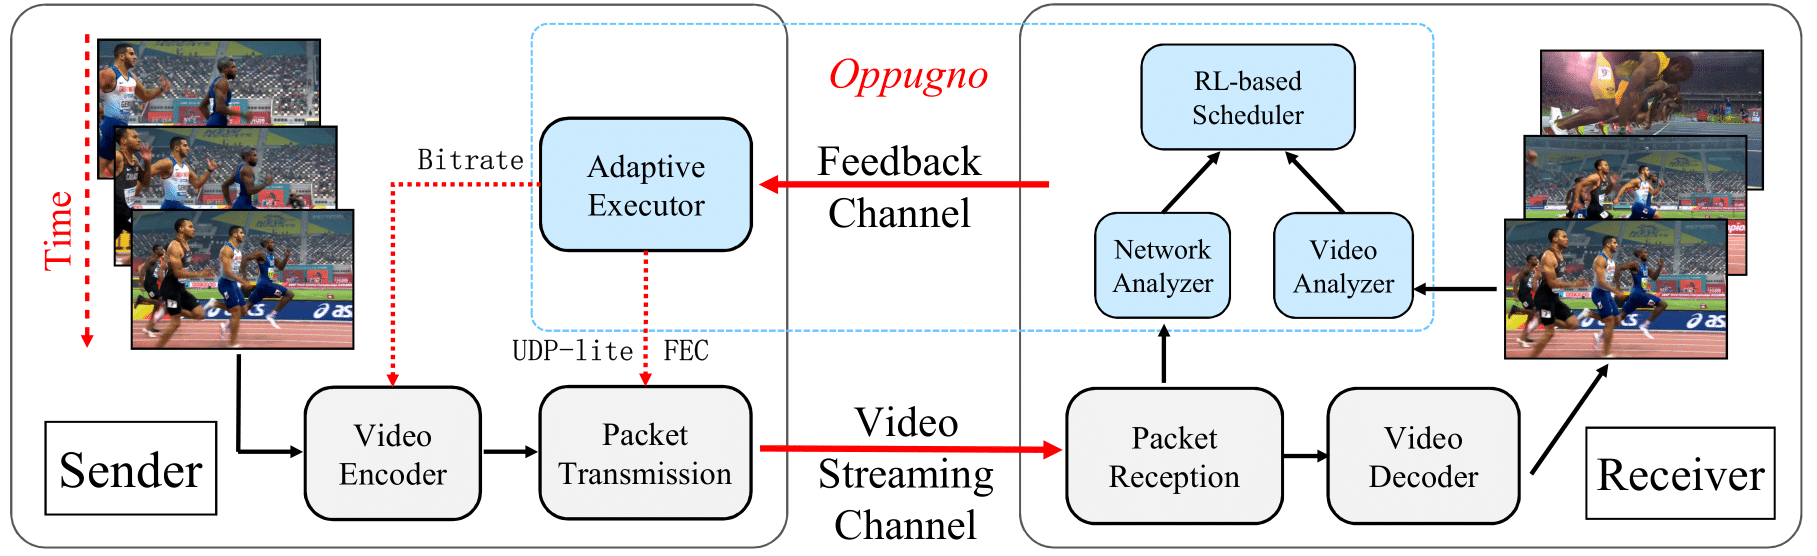 Time
Sender
Bitrate
Adaptive
Executor
UDP-lite FEC
Video
Encoder
Packet
Transmission
Oppugno
Feedback
Channel
Video
Streaming
Channel
RL-based
Scheduler
Network
Analyzer
Video
Analyzer
Packet
Reception
Video
Decoder
Receiver